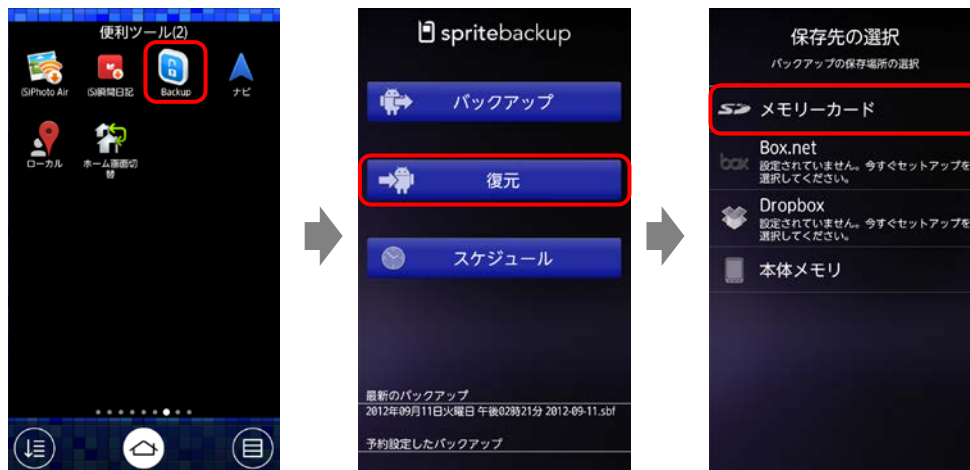 便利ツール(2)
(S)Photo Air
(S)瞬間日記
Backup
ナビ
ローカル
ホーム画面切
替
spritebackup
バックアップ
復元
スケジュール
最新のバックアップ
2012年09月11日火曜日 午後02時21分 2012-09-11.sbf
予約設定したバックアップ
保存先の選択
バックアップの保存場所の選択
メモリーカード
box
Box.net
設定されていません。今すぐセットアップを
選択してください。
Dropbox
設定されていません。今すぐセットアップを
選択してください。
本体メモリ